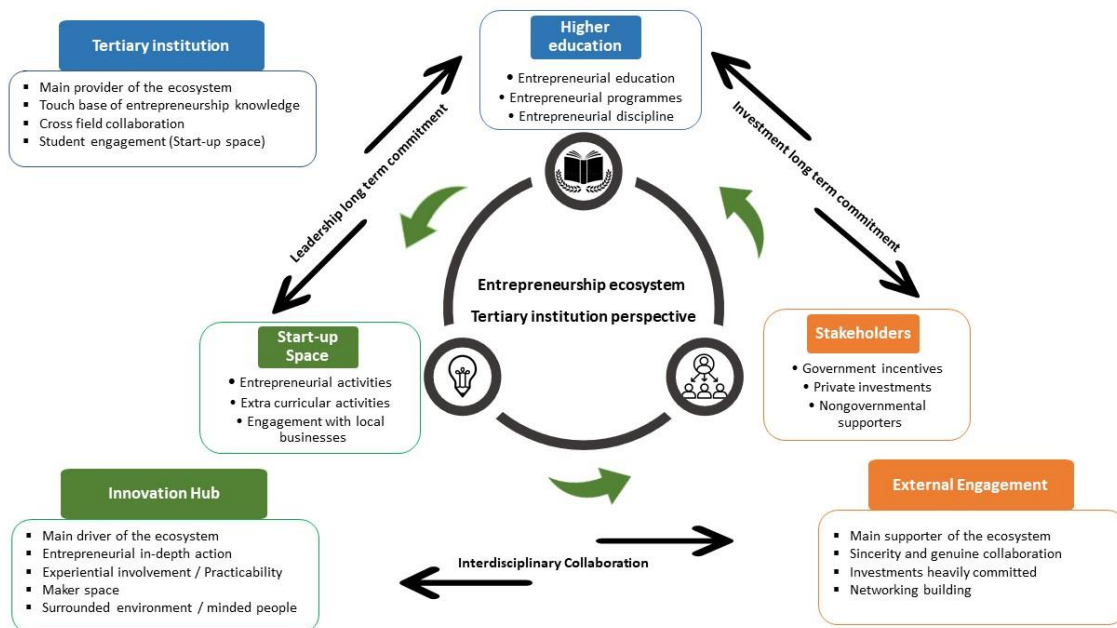 Tertiary institution
▪ Main provider of the ecosystem
▪ Touch base of entrepreneurship knowledge
▪ Cross field collaboration
▪ Student engagement (Start-up space)
Higher
education
• Entrepreneurial education
• Entrepreneurial programmes
• Entrepreneurial discipline
Leadership long term commitment
Investment long term commitment
Entrepreneurship ecosystem
Tertiary institution perspective
Start-up
Space
• Entrepreneurial activities
• Extra curricular activities
• Engagement with local
businesses
Stakeholders
• Government incentives
• Private investments
• Nongovernmental
supporters
Innovation Hub
▪ Main driver of the ecosystem
▪ Entrepreneurial in-depth action
▪ Experiential involvement / Practicability
▪ Maker space
▪ Surrounded environment / minded people
Interdisciplinary Collaboration
External Engagement
▪ Main supporter of the ecosystem
▪ Sincerity and genuine collaboration
▪ Investments heavily committed
▪ Networking building